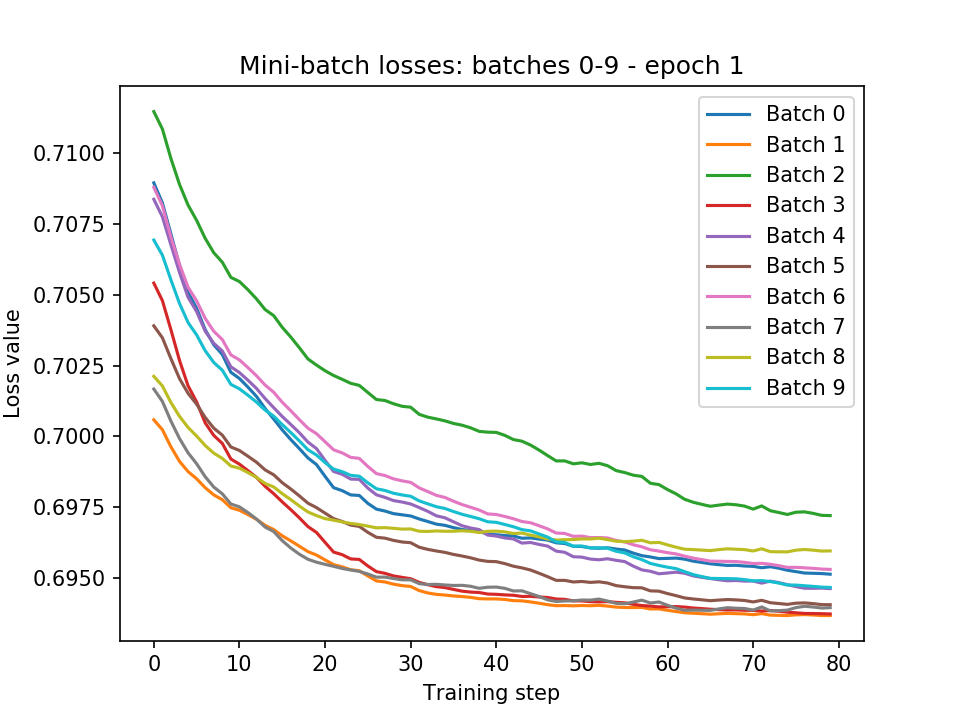 Mini-batch losses: batches 0-9 - epoch 1
Loss value
0.7100
0.7075
0.7050
0.7025
0.7000
0.6975
0.6950
Batch 0
Batch 1
Batch 2
Batch 3
Batch 4
Batch 5
Batch 6
Batch 7
Batch 8
Batch 9
0 10 20 30 40 50 60 70 80
Training step